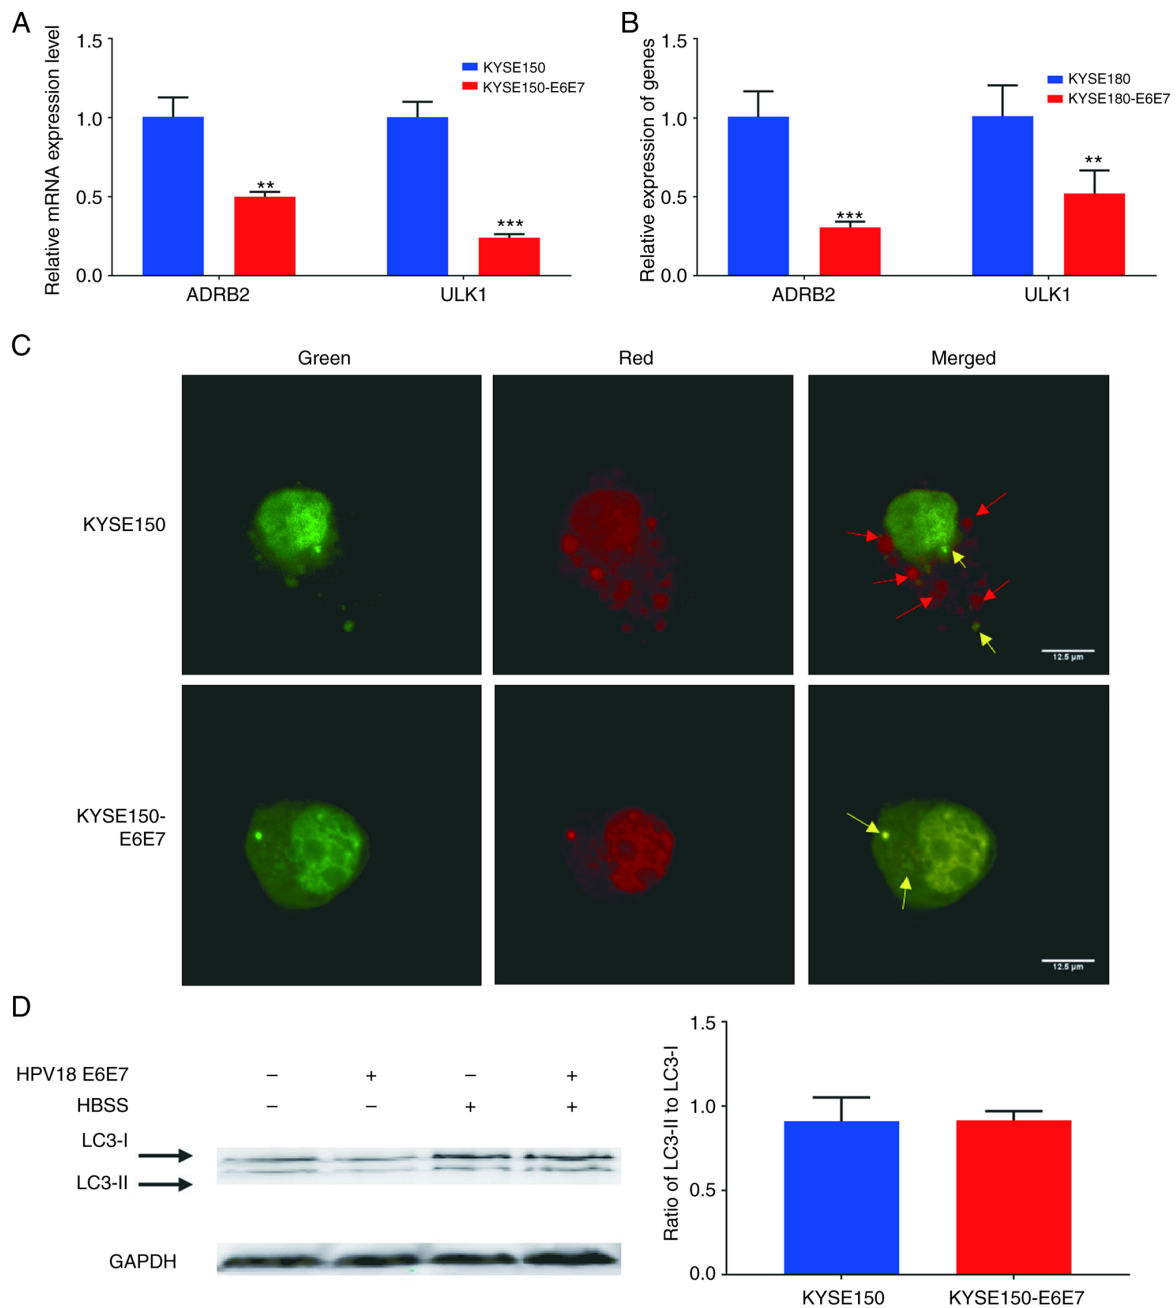 A
Relative mRNA expression level
1.5
1.0
0.5
0.0
KYSE150
KYSE150-E6E7
**
***
ADRB2
ULK1
B
Relative expression of genes
1.5
1.0
0.5
0.0
KYSE180
KYSE180-E6E7
***
**
ADRB2
ULK1
C
Green
Red
Merged
KYSE150
12.5 μm
KYSE150-
E6E7
12.5 μm
D
HPV18 E6E7
– + – +
HBSS
– – + +
LC3-I
LC3-II
GAPDH
Ratio of LC3-II to LC3-I
1.5
1.0
0.5
0.0
KYSE150
KYSE150-E6E7